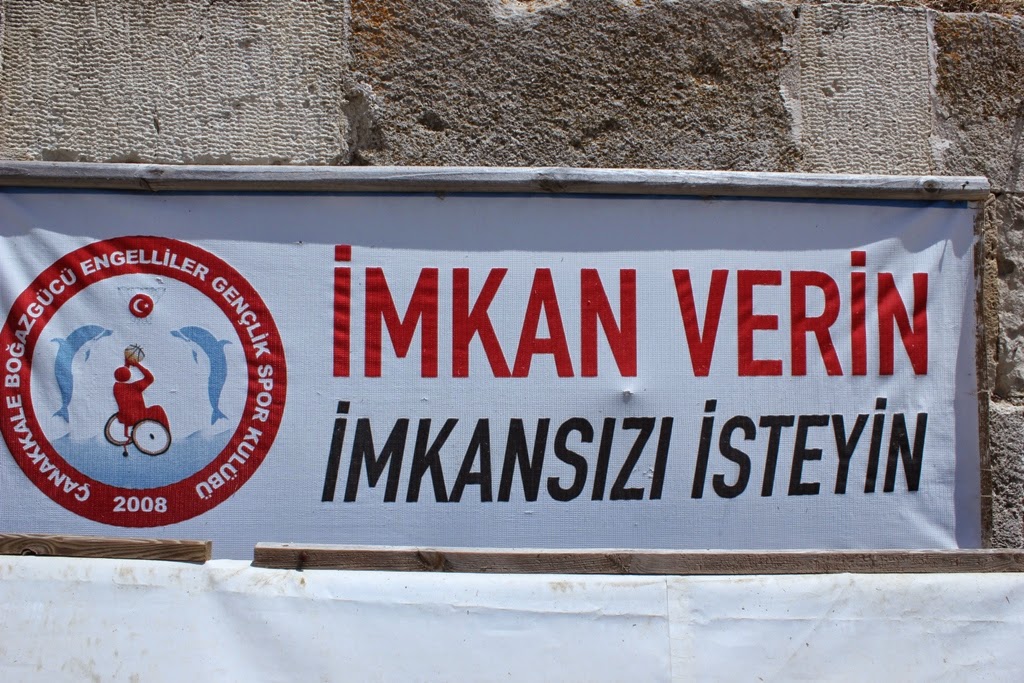 ÇANAKKALE BOĞAZGÜCÜ ENGELLİLER GENÇLİK SPOR KULÜBÜ
2008
İMKAN VERİN
İMKANSIZI İSTEYİN